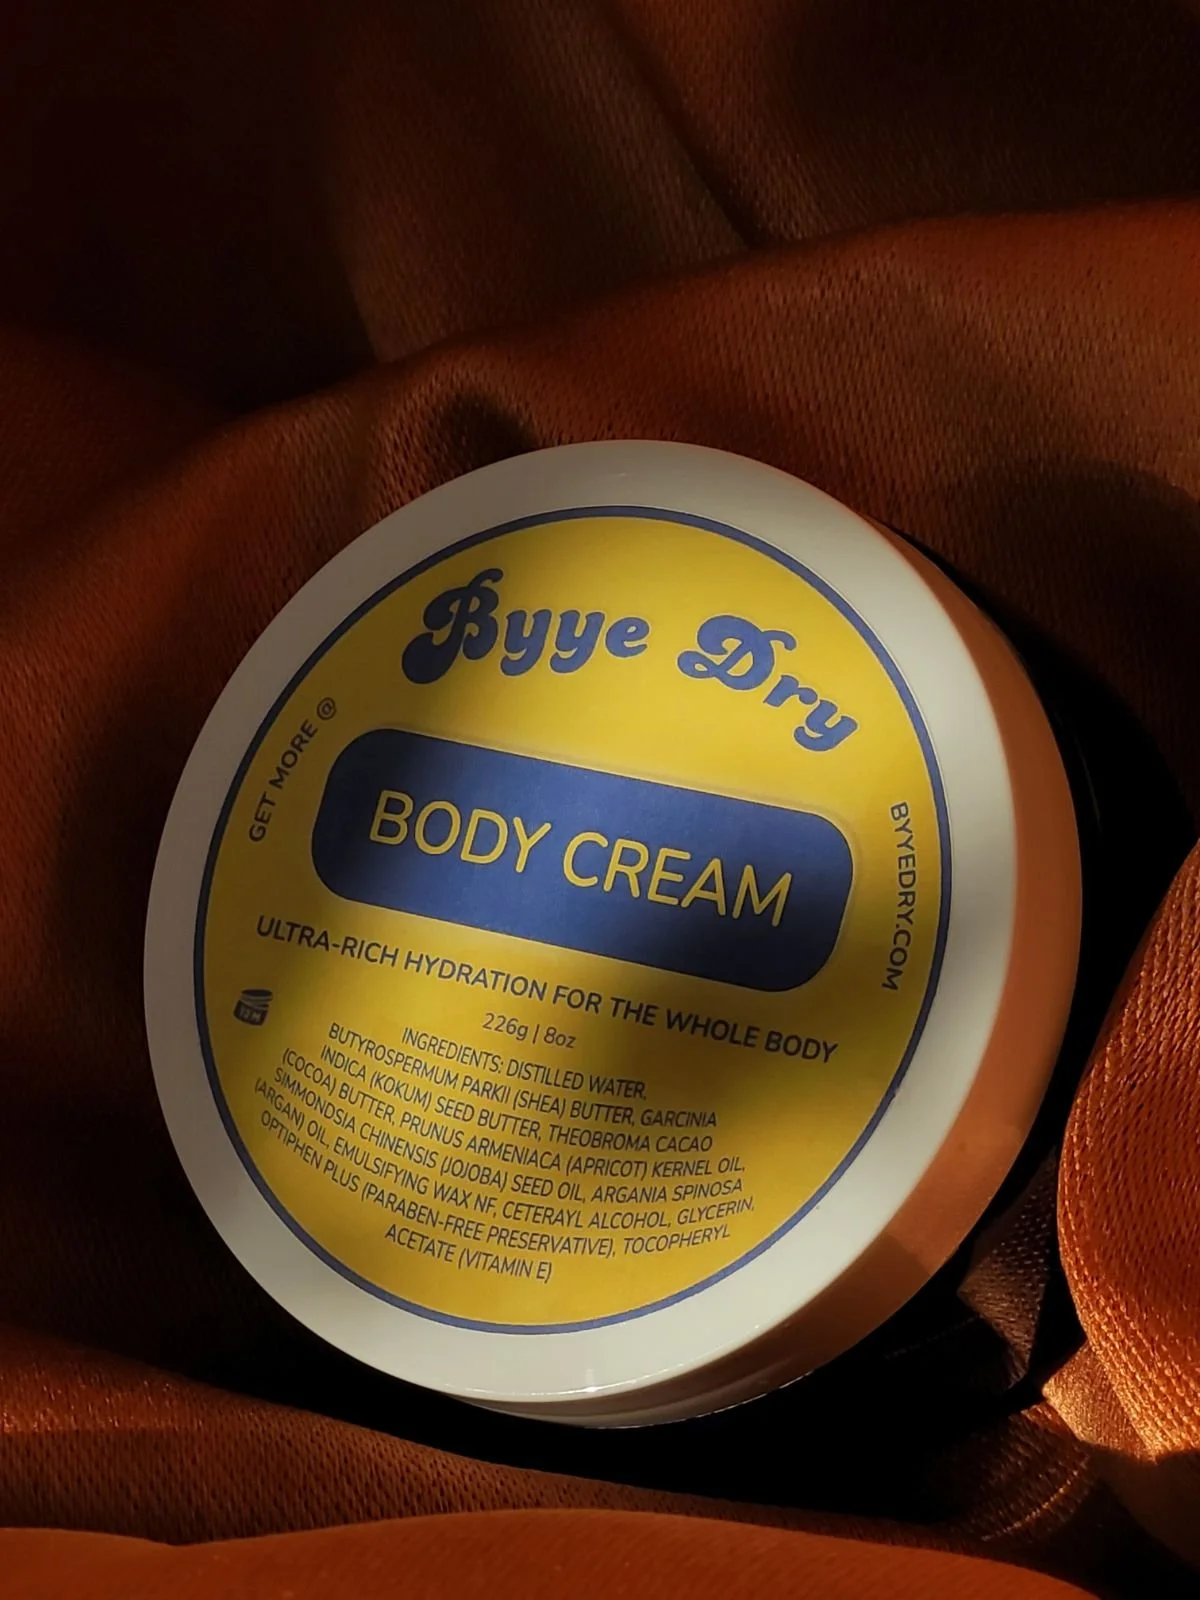 Byye Dry
GET MORE @
BODY CREAM
BYYEDRY.COM
ULTRA-RICH HYDRATION FOR THE WHOLE BODY
12 M
226g | 8oz
INGREDIENTS: DISTILLED WATER,
BUTYROSPERMUM PARKII (SHEA) BUTTER, GARCINIA
INDICA (KOKUM) SEED BUTTER, THEOBROMA CACAO
(COCOA) BUTTER, PRUNUS ARMENIACA (APRICOT) KERNEL OIL,
SIMMONDSIA CHINENSIS (JOJOBA) SEED OIL, ARGANIA SPINOSA
(ARGAN) OIL, EMULSIFYING WAX NF, CETERAYL ALCOHOL, GLYCERIN,
OPTIPHEN PLUS (PARABEN-FREE PRESERVATIVE), TOCOPHERYL
ACETATE (VITAMIN E)